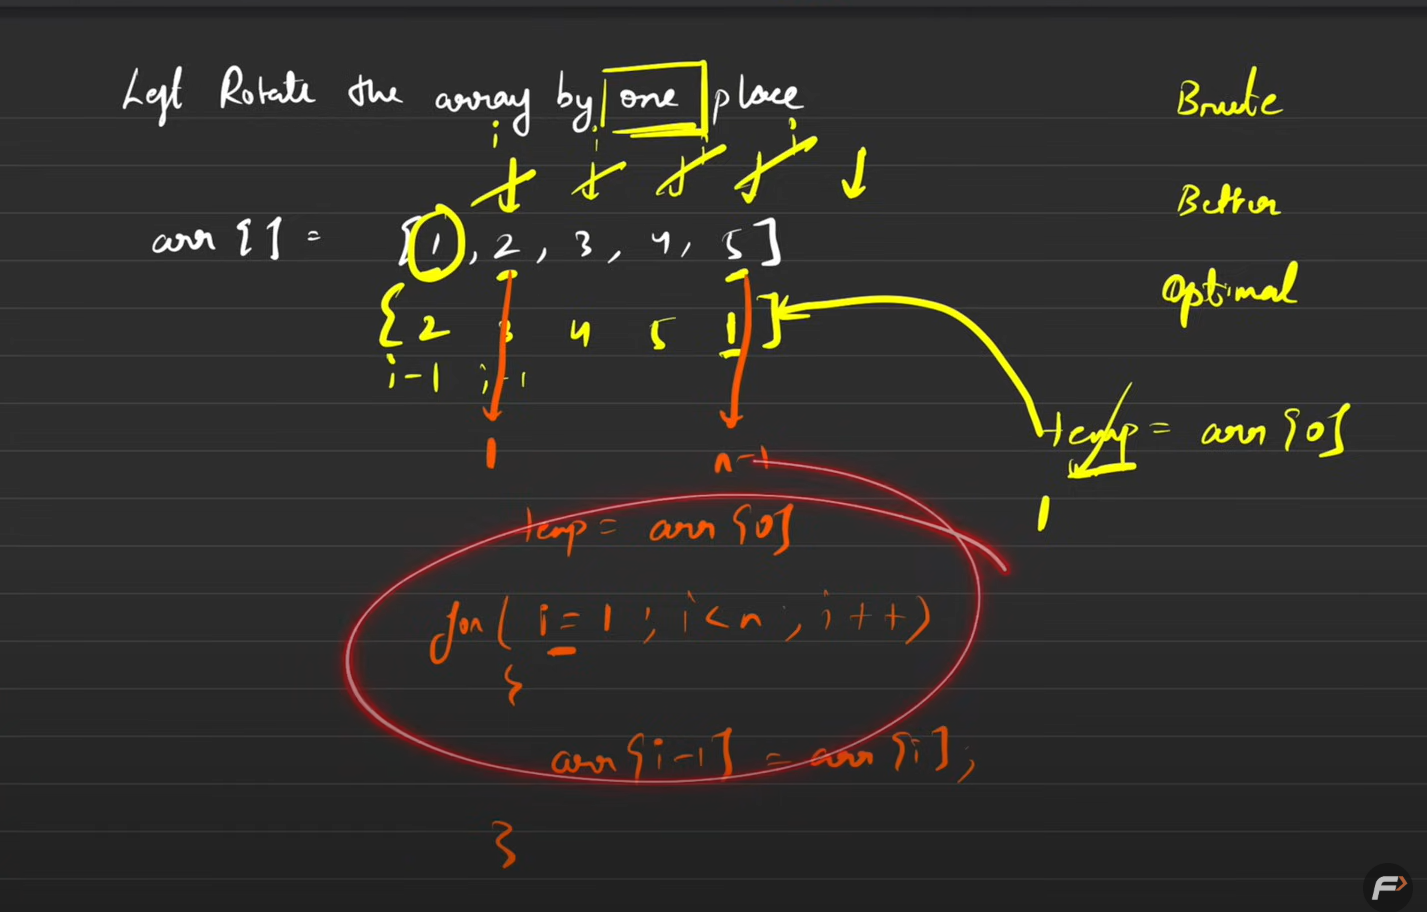 Left Rotate the array by one place
Brute
i i i i
Better
arr [ ] = [ 1 , 2 , 3 , 4 , 5 ]
Optimal
{ 2 3 4 5 1 ]
i-1 i-1
temp = arr [0]
1 n-1
1
temp = arr [0]
for ( i = 1 ; i < n ; i++ )
{
arr [i-1] = arr [i] ;
}